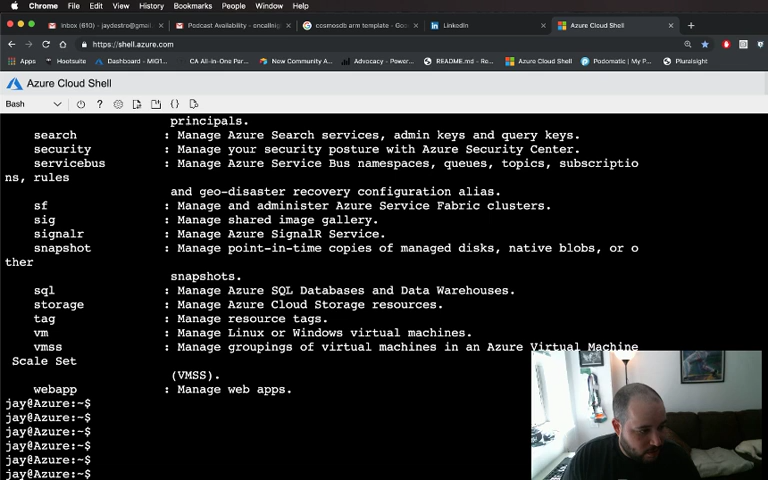 Chrome File Edit View History Bookmarks People Window Help
Inbox (610) - jaydestro@gmai
Podcast Availability - encallnig
cosmosdb arm template - Goo
LinkedIn
Azure Cloud Shell
https://shell.azure.com
Apps Hootsuite Dashboard - MIG1... CA All-in-One Par... New Community A... Advocacy - Power... README.md - Re... Azure Cloud Shell Podomatic | My P... Pluralsight
Azure Cloud Shell
Bash
principals.
search : Manage Azure Search services, admin keys and query keys.
security : Manage your security posture with Azure Security Center.
servicebus : Manage Azure Service Bus namespaces, queues, topics, subscriptio
ns, rules
and geo-disaster recovery configuration alias.
sf : Manage and administer Azure Service Fabric clusters.
sig : Manage shared image gallery.
signalr : Manage Azure SignalR Service.
snapshot : Manage point-in-time copies of managed disks, native blobs, or o
ther
snapshots.
sql : Manage Azure SQL Databases and Data Warehouses.
storage : Manage Azure Cloud Storage resources.
tag : Manage resource tags.
vm : Manage Linux or Windows virtual machines.
vmss : Manage groupings of virtual machines in an Azure Virtual Machine
Scale Set
(VMSS).
webapp : Manage web apps.
jay@Azure:~$
jay@Azure:~$
jay@Azure:~$
jay@Azure:~$
jay@Azure:~$
jay@Azure:~$